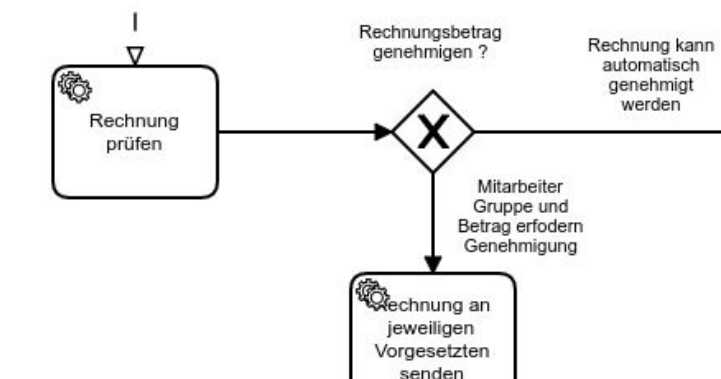 Rechnungsbetrag
genehmigen ?
Rechnung kann
automatisch
genehmigt
werden
Rechnung
prüfen
X
Mitarbeiter
Gruppe und
Betrag erfodern
Genehmigung
Rechnung an
jeweiligen
Vorgesetzten
senden